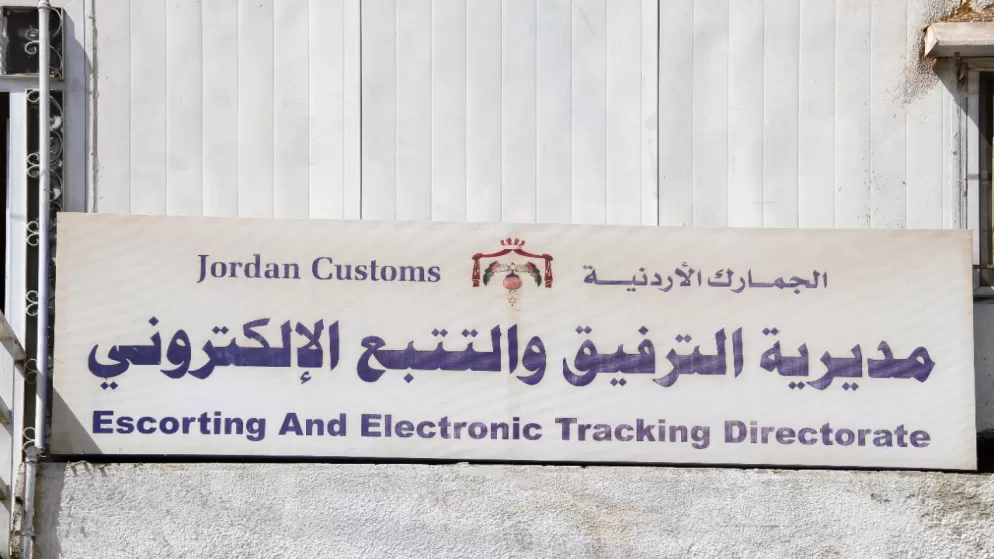 Jordan Customs الجمارك الأردنية
مديرية الترفيق والتتبع الإلكتروني
Escorting And Electronic Tracking Directorate